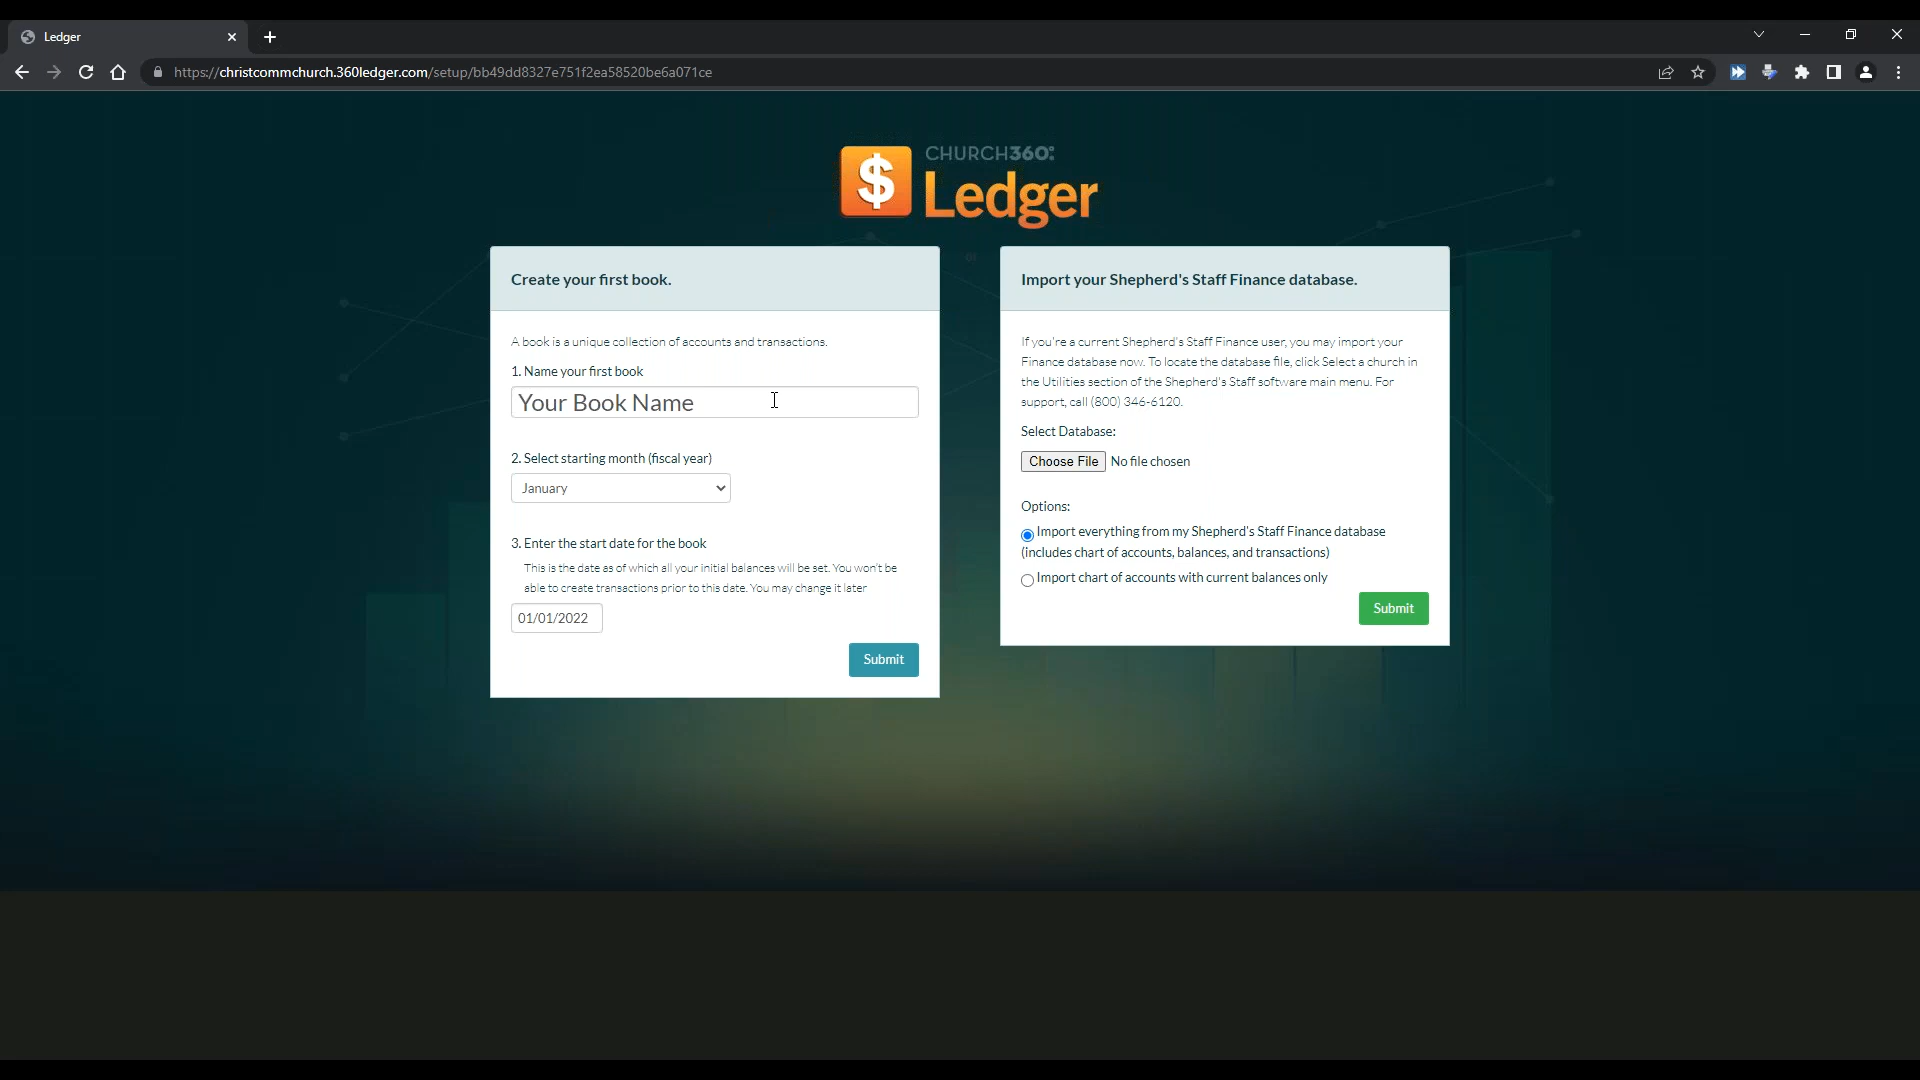 Ledger
https://christcommchurch.360ledger.com/setup/bb49dd8327e751f2ea58520be6a071ce
$
CHURCH360:
Ledger
Create your first book.
A book is a unique collection of accounts and transactions.
1. Name your first book
Your Book Name
2. Select starting month (fiscal year)
January
3. Enter the start date for the book
This is the date as of which all your initial balances will be set. You won't be
able to create transactions prior to this date. You may change it later
01/01/2022
Submit
or
Import your Shepherd's Staff Finance database.
If you're a current Shepherd's Staff Finance user, you may import your
Finance database now. To locate the database file, click Select a church in
the Utilities section of the Shepherd's Staff software main menu. For
support, call (800) 346-6120.
Select Database:
Choose File No file chosen
Options:
Import everything from my Shepherd's Staff Finance database
(includes chart of accounts, balances, and transactions)
Import chart of accounts with current balances only
Submit